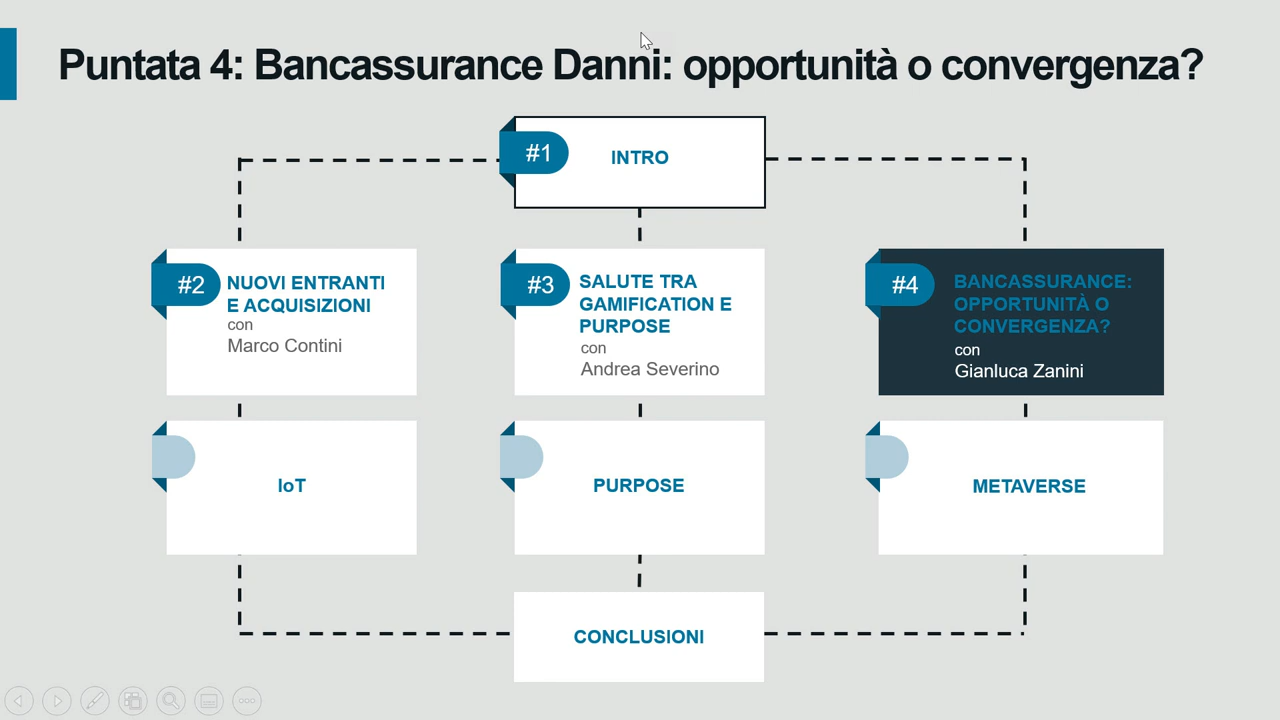 Puntata 4: Bancassurance Danni: opportunità o convergenza?
#1
INTRO
#2
NUOVI ENTRANTI
E ACQUISIZIONI
con
Marco Contini
#3
SALUTE TRA
GAMIFICATION E
PURPOSE
con
Andrea Severino
#4
BANCASSURANCE:
OPPORTUNITÀ O
CONVERGENZA?
con
Gianluca Zanini
IoT
PURPOSE
METAVERSE
CONCLUSIONI